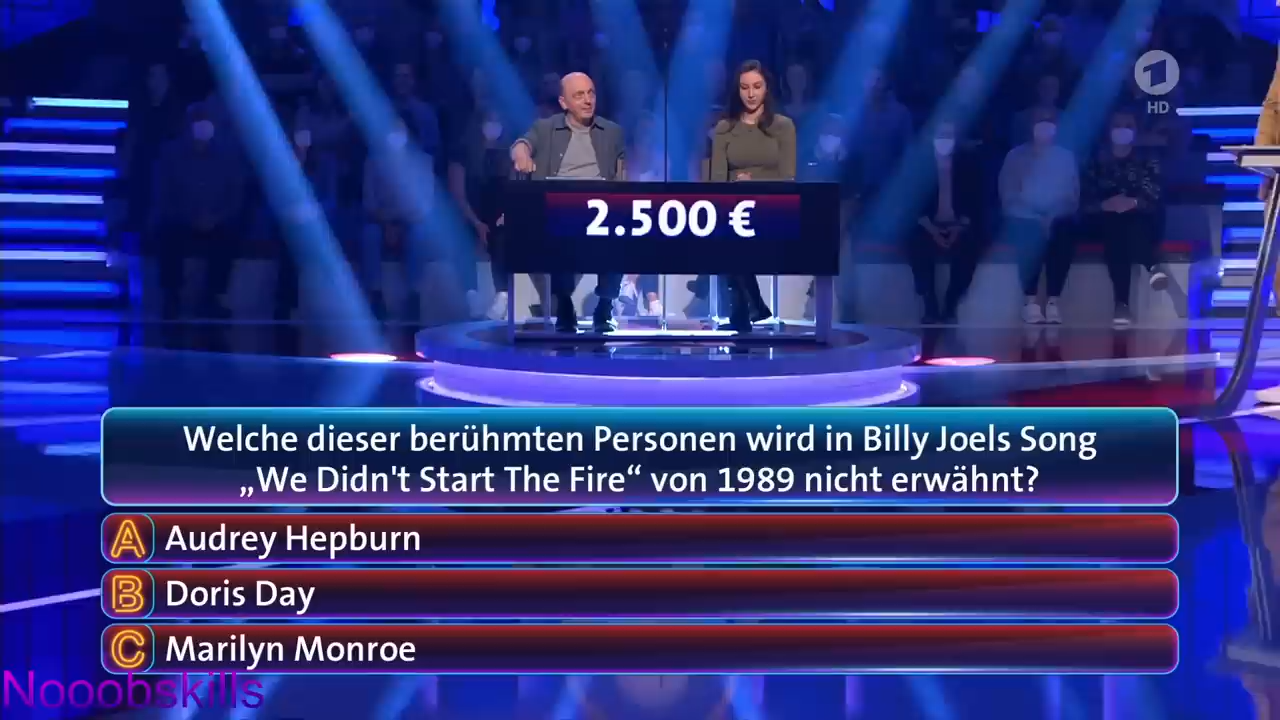 1
HD
2.500 €
Welche dieser berühmten Personen wird in Billy Joels Song
„We Didn't Start The Fire“ von 1989 nicht erwähnt?
A Audrey Hepburn
B Doris Day
C Marilyn Monroe
Nooobskills